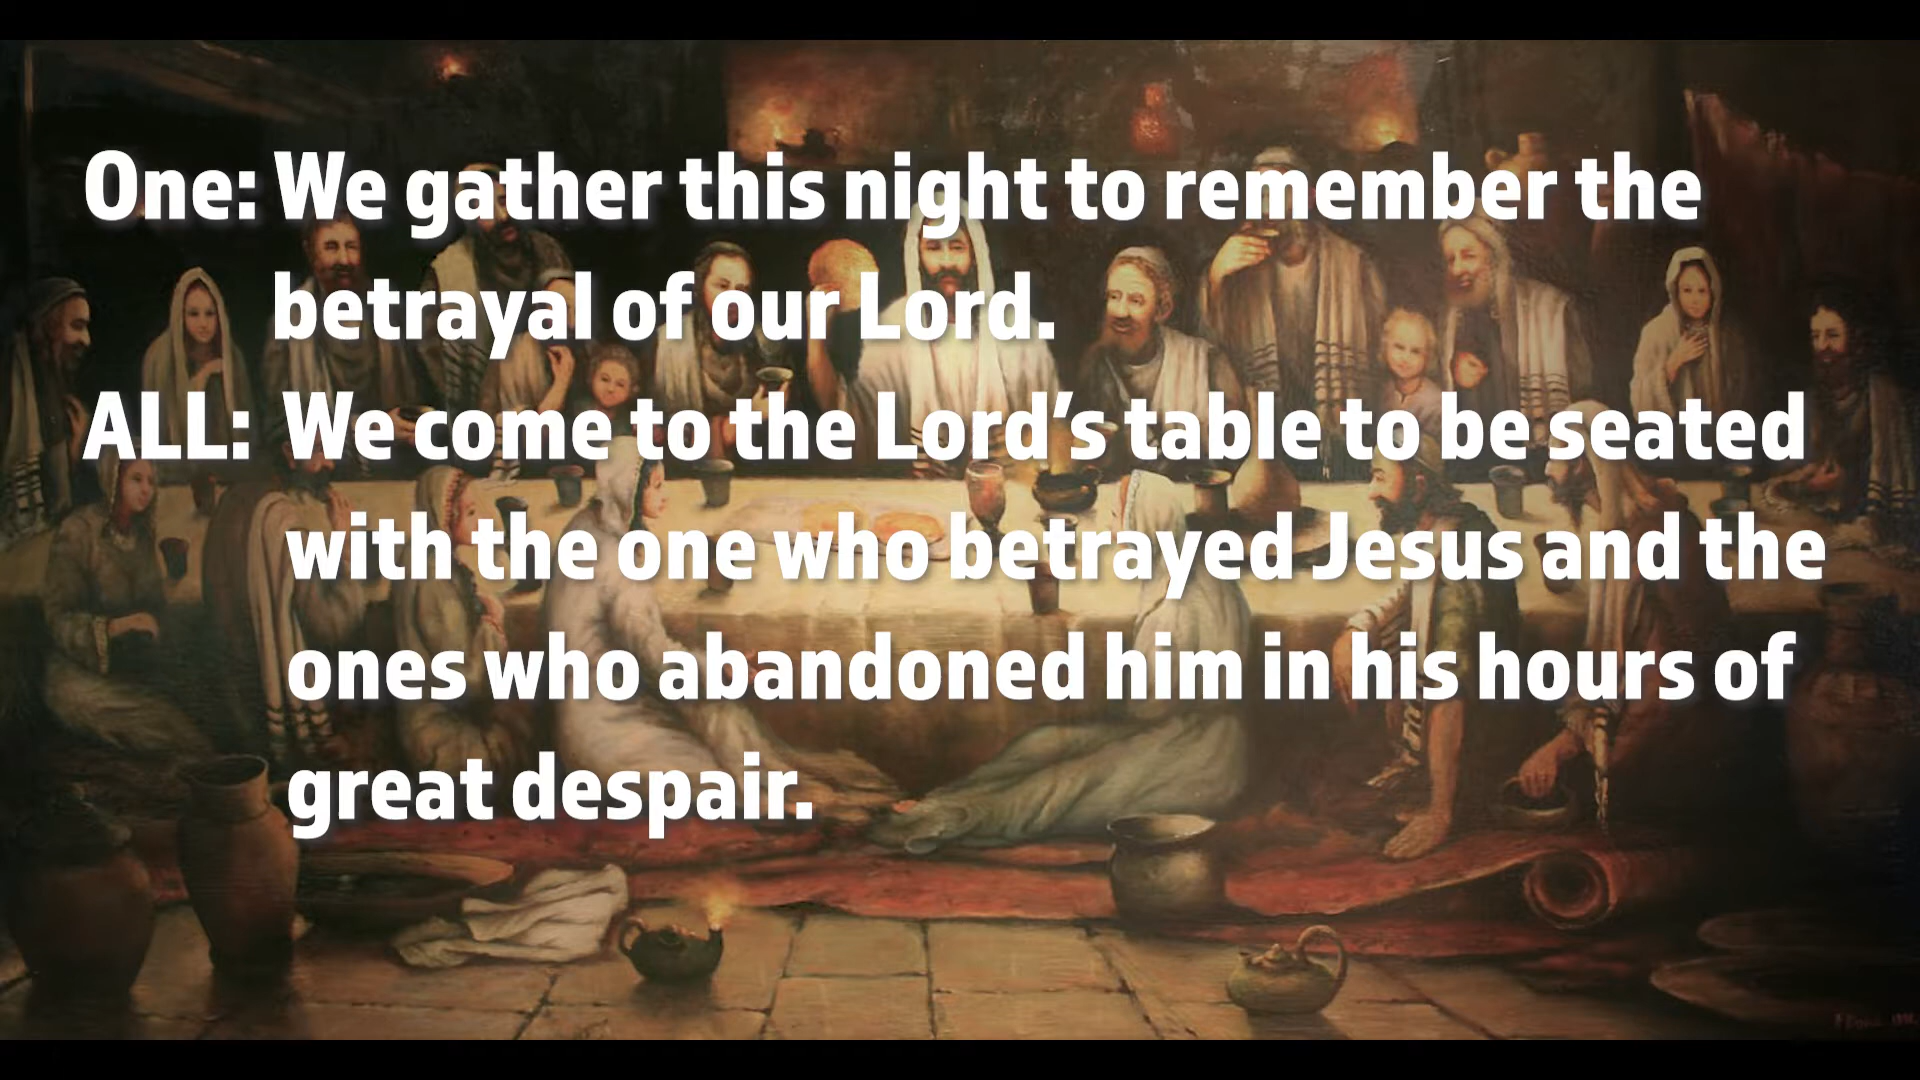 One: We gather this night to remember the
betrayal of our Lord.
ALL: We come to the Lord’s table to be seated
with the one who betrayed Jesus and the
ones who abandoned him in his hours of
great despair.